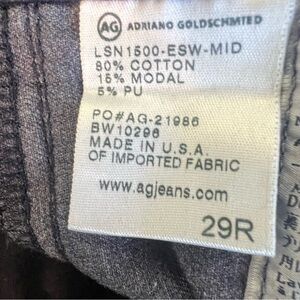 AG ADRIANO GOLDSCHMIED
LSN1500-ESW-MID
80% COTTON
15% MODAL
5% PU
PO#AG-21986
BW10296
MADE IN U.S.A.
OF IMPORTED FABRIC
www.agjeans.com
29R